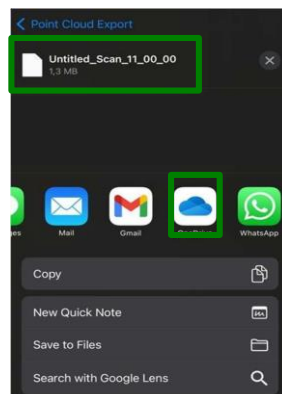 Point Cloud Export
Untitled_Scan_11_00_00
1,3 MB
Mail
Gmail
OneDrive
WhatsApp
Copy
New Quick Note
Save to Files
Search with Google Lens